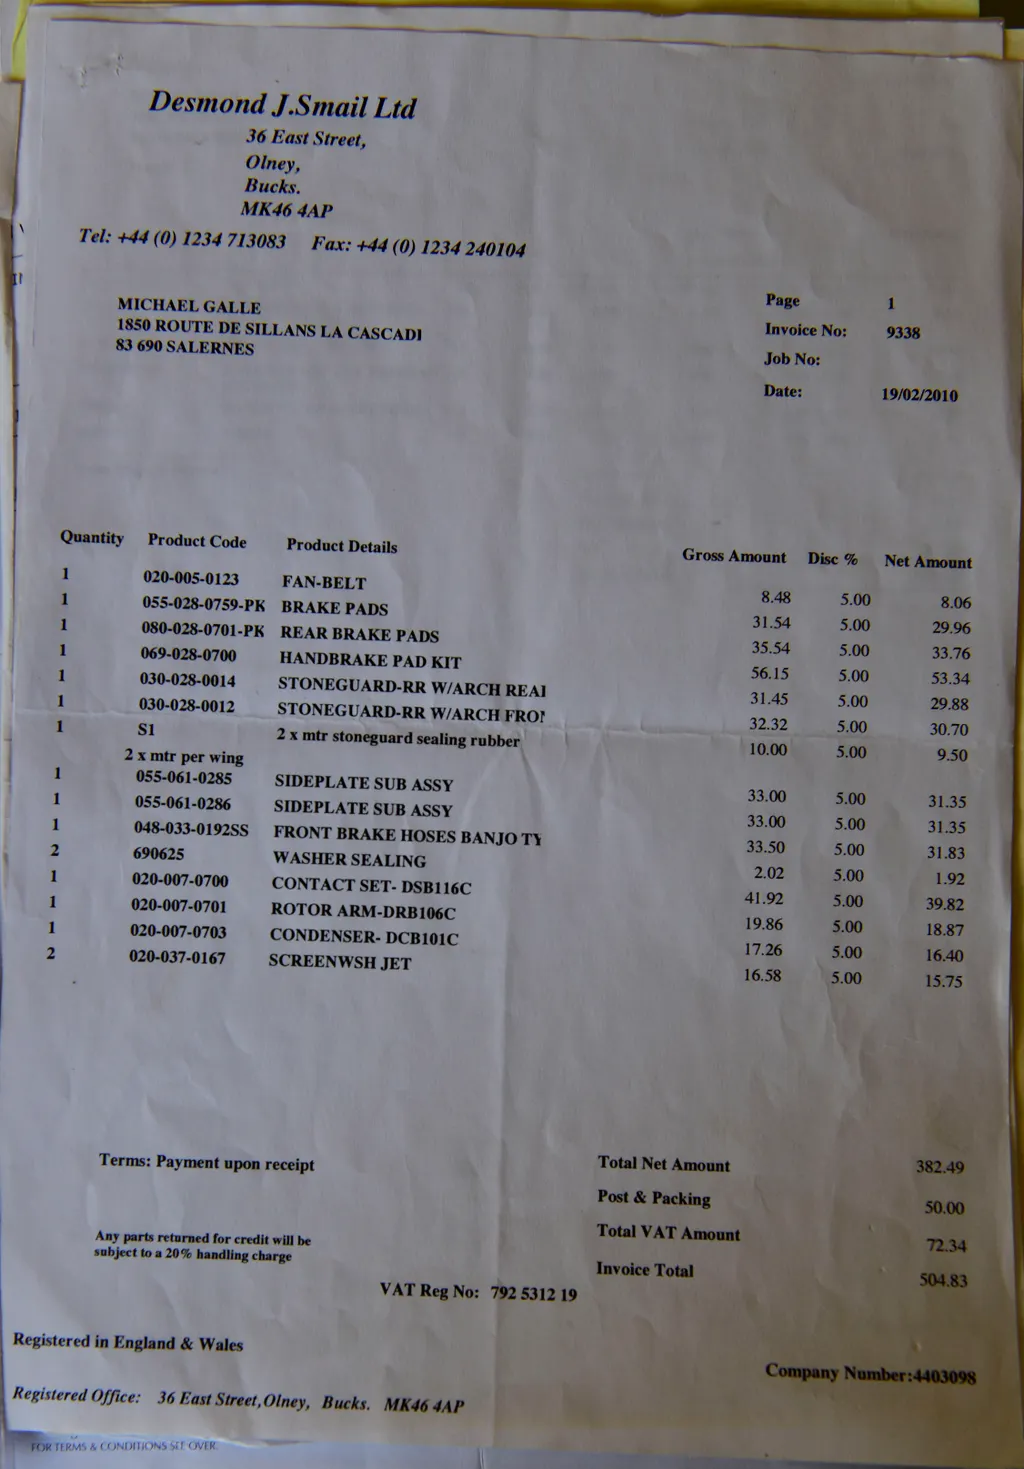 Desmond J.Smail Ltd
36 East Street,
Olney,
Bucks.
MK46 4AP
Tel: +44 (0) 1234 713083 Fax: +44 (0) 1234 240104
MICHAEL GALLE
1850 ROUTE DE SILLANS LA CASCADI
83 690 SALERNES
Page 1
Invoice No: 9338
Job No:
Date: 19/02/2010
Quantity Product Code Product Details Gross Amount Disc % Net Amount
1 020-005-0123 FAN-BELT 8.48 5.00 8.06
1 055-028-0759-PK BRAKE PADS 31.54 5.00 29.96
1 080-028-0701-PK REAR BRAKE PADS 35.54 5.00 33.76
1 069-028-0700 HANDBRAKE PAD KIT 56.15 5.00 53.34
1 030-028-0014 STONEGUARD-RR W/ARCH REAI 31.45 5.00 29.88
1 030-028-0012 STONEGUARD-RR W/ARCH FRON 32.32 5.00 30.70
1 S1 2 x mtr stoneguard sealing rubber 10.00 5.00 9.50
2 x mtr per wing
1 055-061-0285 SIDEPLATE SUB ASSY 33.00 5.00 31.35
1 055-061-0286 SIDEPLATE SUB ASSY 33.00 5.00 31.35
1 048-033-0192SS FRONT BRAKE HOSES BANJO TY 33.50 5.00 31.83
2 690625 WASHER SEALING 2.02 5.00 1.92
1 020-007-0700 CONTACT SET- DSB116C 41.92 5.00 39.82
1 020-007-0701 ROTOR ARM-DRB106C 19.86 5.00 18.87
1 020-007-0703 CONDENSER- DCB101C 17.26 5.00 16.40
2 020-037-0167 SCREENWSH JET 16.58 5.00 15.75
Terms: Payment upon receipt
Total Net Amount 382.49
Post & Packing 50.00
Total VAT Amount 72.34
Invoice Total 504.83
Any parts returned for credit will be
subject to a 20% handling charge
VAT Reg No: 792 5312 19
Registered in England & Wales
Company Number:4403098
Registered Office: 36 East Street, Olney, Bucks. MK46 4AP
FOR TERMS & CONDITIONS SEE OVER.